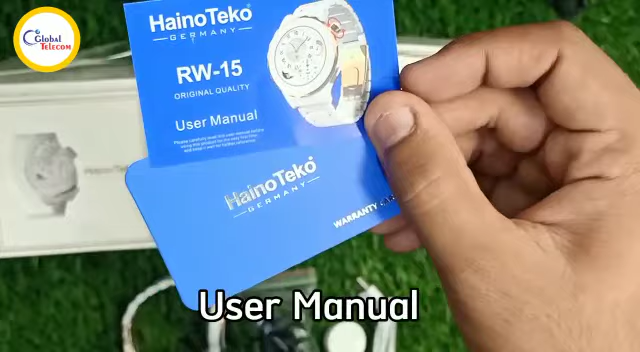 Global
Telecom
HainoTeko
GERMANY
RW-15
ORIGINAL QUALITY
User Manual
HainoTeko
GERMANY
WARRANTY
User Manual